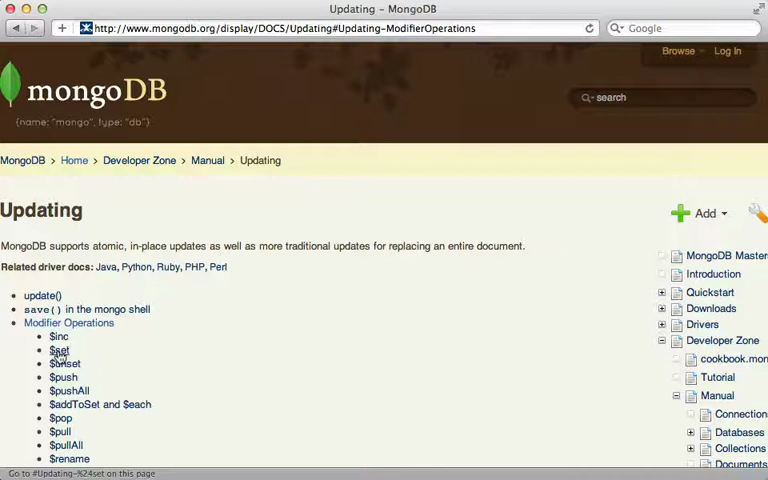 Updating – MongoDB
http://www.mongodb.org/display/DOCS/Updating#Updating-ModifierOperations
Google
Browse
Log In
mongoDB
search
{name: "mongo", type: "db"}
MongoDB > Home > Developer Zone > Manual > Updating
Updating
Add
MongoDB supports atomic, in-place updates as well as more traditional updates for replacing an entire document.
Related driver docs: Java, Python, Ruby, PHP, Perl
update()
save() in the mongo shell
Modifier Operations
$inc
$set
$unset
$push
$pushAll
$addToSet and $each
$pop
$pull
$pullAll
$rename
MongoDB Master
Introduction
Quickstart
Downloads
Drivers
Developer Zone
cookbook.mon
Tutorial
Manual
Connection
Databases
Collections
Documents
Go to #Updating-%24set on this page